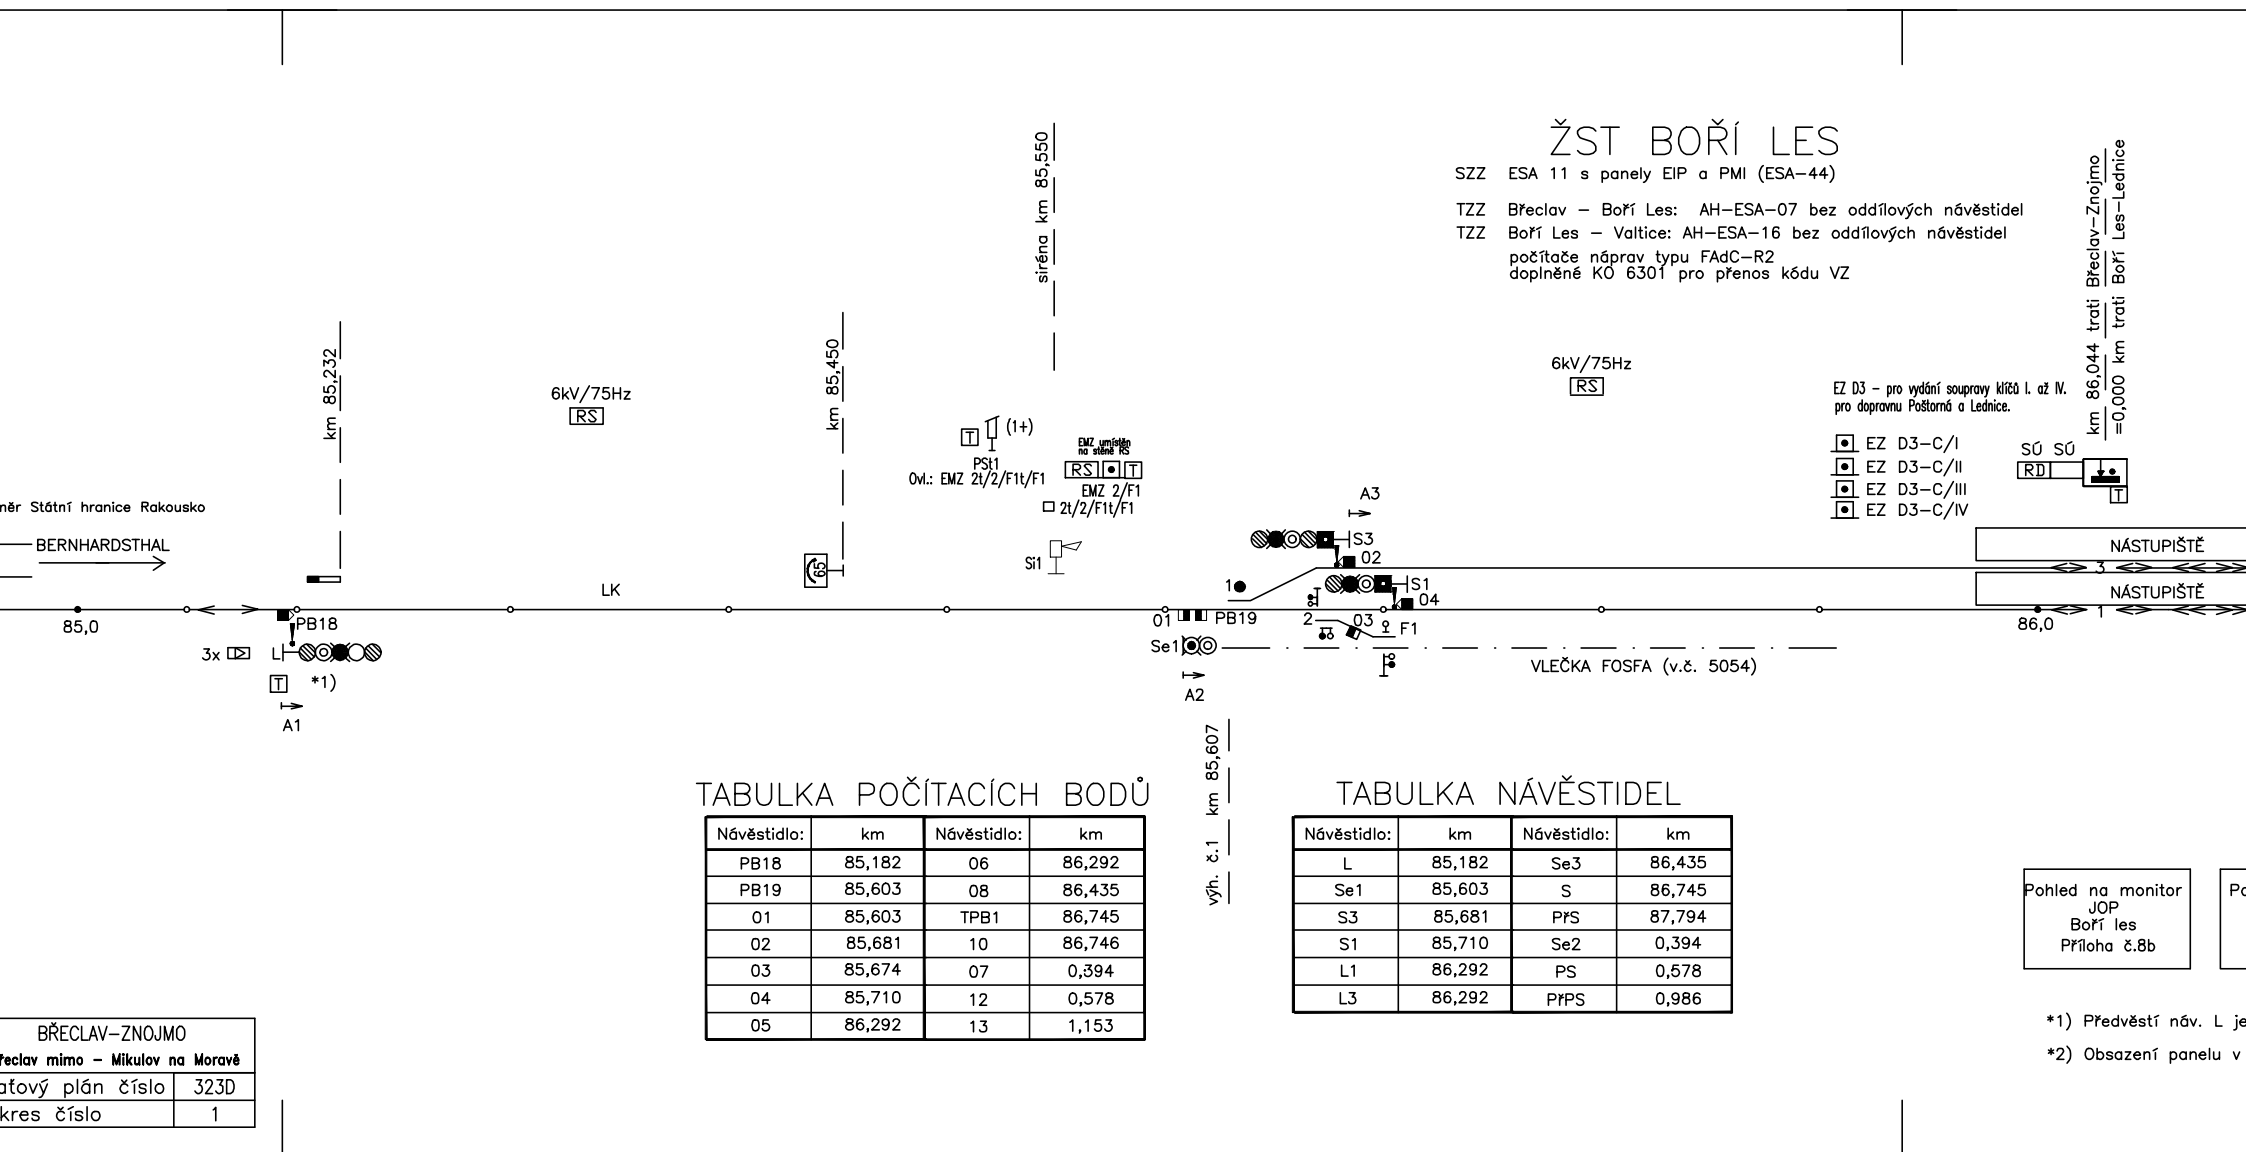 ŽST BOŘÍ LES
SZZ ESA 11 s panely EIP a PMI (ESA-44)
TZZ Břeclav - Boří Les: AH-ESA-07 bez oddílových návěstidel
TZZ Boří Les - Valtice: AH-ESA-16 bez oddílových návěstidel
počítače náprav typu FAdC-R2
doplněné KO 6301 pro přenos kódu VZ
siréna km 85,550
km 85,232
km 85,450
km 86,044 trati Břeclav-Znojmo
=0,000 km trati Boří Les-Lednice
6kV/75Hz
RS
6kV/75Hz
RS
EZ D3 - pro vydání soupravy klíčů I. až IV.
pro dopravnu Poštorná a Lednice.
EZ D3-C/I
EZ D3-C/II
EZ D3-C/III
EZ D3-C/IV
SÚ SÚ
RD
T
T (1+)
PSt1
Ovl.: EMZ 2t/2/F1t/F1
EMZ umístěn
na stěně RS
RS T
EMZ 2/F1
2t/2/F1t/F1
Si1
A3
S3
02
S1
04
1
65
LK
směr Státní hranice Rakousko
BERNHARDSTHAL
NÁSTUPIŠTĚ
3
NÁSTUPIŠTĚ
1
85,0
PB18
3x
L
T
*1)
A1
01
PB19
2
03
F1
86,0
Se1
A2
VLEČKA FOSFA (v.č. 5054)
výh. č.1 km 85,607
TABULKA POČÍTACÍCH BODŮ
Návěstidlo: km Návěstidlo: km
PB18 85,182 06 86,292
PB19 85,603 08 86,435
01 85,603 TPB1 86,745
02 85,681 10 86,746
03 85,674 07 0,394
04 85,710 12 0,578
05 86,292 13 1,153
TABULKA NÁVĚSTIDEL
Návěstidlo: km Návěstidlo: km
L 85,182 Se3 86,435
Se1 85,603 S 86,745
S3 85,681 PřS 87,794
S1 85,710 Se2 0,394
L1 86,292 PS 0,578
L3 86,292 PřPS 0,986
Pohled na monitor
JOP
Boří les
Příloha č.8b
*1) Předvěstí náv. L je
*2) Obsazení panelu v
BŘECLAV-ZNOJMO
řeclav mimo - Mikulov na Moravě
aťový plán číslo 323D
kres číslo 1